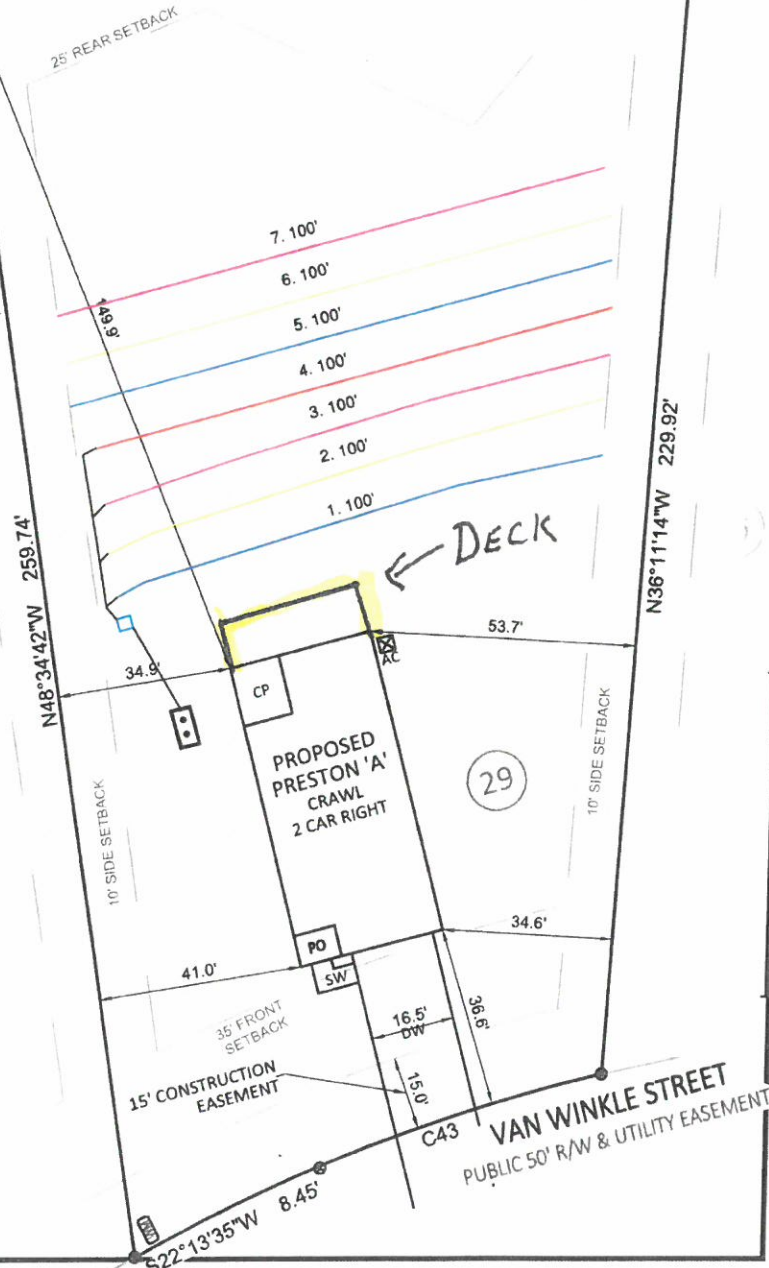 25' REAR SETBACK
7. 100'
6. 100'
5. 100'
4. 100'
3. 100'
2. 100'
1. 100'
149.9'
DECK
N48°34'42"W 259.74'
N36°11'14"W 229.92'
34.9'
53.7'
AC
CP
PROPOSED
PRESTON 'A'
CRAWL
2 CAR RIGHT
29
10' SIDE SETBACK
10' SIDE SETBACK
PO
SW
41.0'
34.6'
35' FRONT
SETBACK
16.5'
DW
36.6'
15.0'
15' CONSTRUCTION
EASEMENT
C43
VAN WINKLE STREET
PUBLIC 50' R/W & UTILITY EASEMENT
S22°13'35"W 8.45'